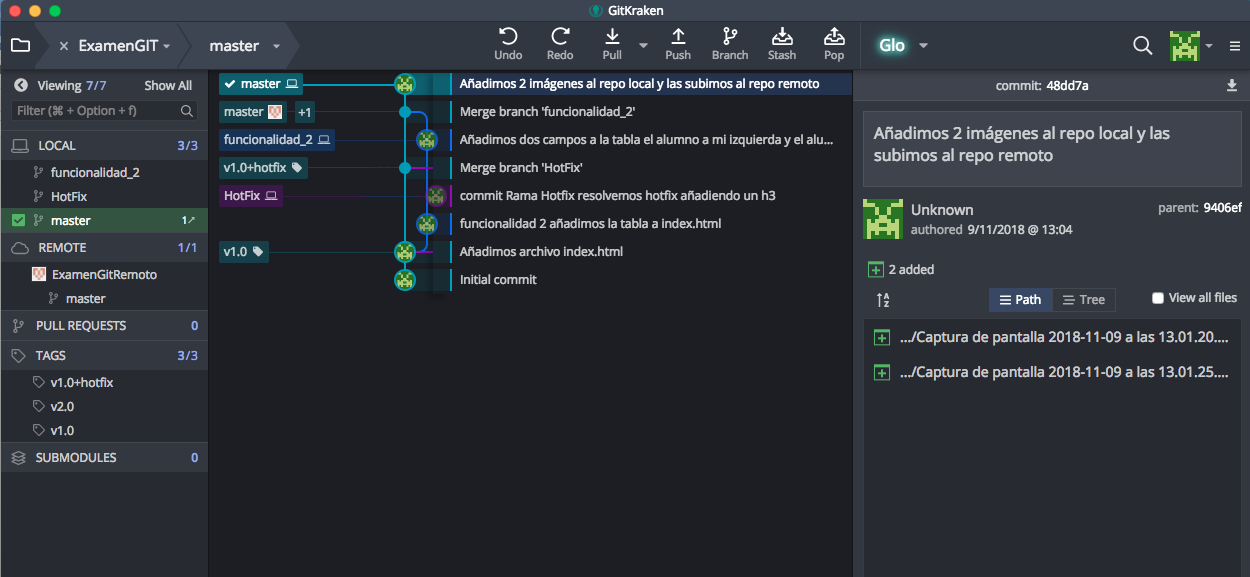 GitKraken
ExamenGIT
master
Undo
Redo
Pull
Push
Branch
Stash
Pop
Glo
Viewing 7/7
Show All
Filter (⌘ + Option + f)
LOCAL 3/3
funcionalidad_2
HotFix
master 1
REMOTE 1/1
ExamenGitRemoto
master
PULL REQUESTS 0
TAGS 3/3
v1.0+hotfix
v2.0
v1.0
SUBMODULES 0
master Añadimos 2 imágenes al repo local y las subimos al repo remoto
master +1 Merge branch 'funcionalidad_2'
funcionalidad_2 Añadimos dos campos a la tabla el alumno a mi izquierda y el alu...
v1.0+hotfix Merge branch 'HotFix'
HotFix commit Rama Hotfix resolvemos hotfix añadiendo un h3
funcionalidad 2 añadimos la tabla a index.html
v1.0 Añadimos archivo index.html
Initial commit
commit: 48dd7a
Añadimos 2 imágenes al repo local y las
subimos al repo remoto
Unknown
authored 9/11/2018 @ 13:04
parent: 9406ef
2 added
Path
Tree
View all files
.../Captura de pantalla 2018-11-09 a las 13.01.20....
.../Captura de pantalla 2018-11-09 a las 13.01.25....